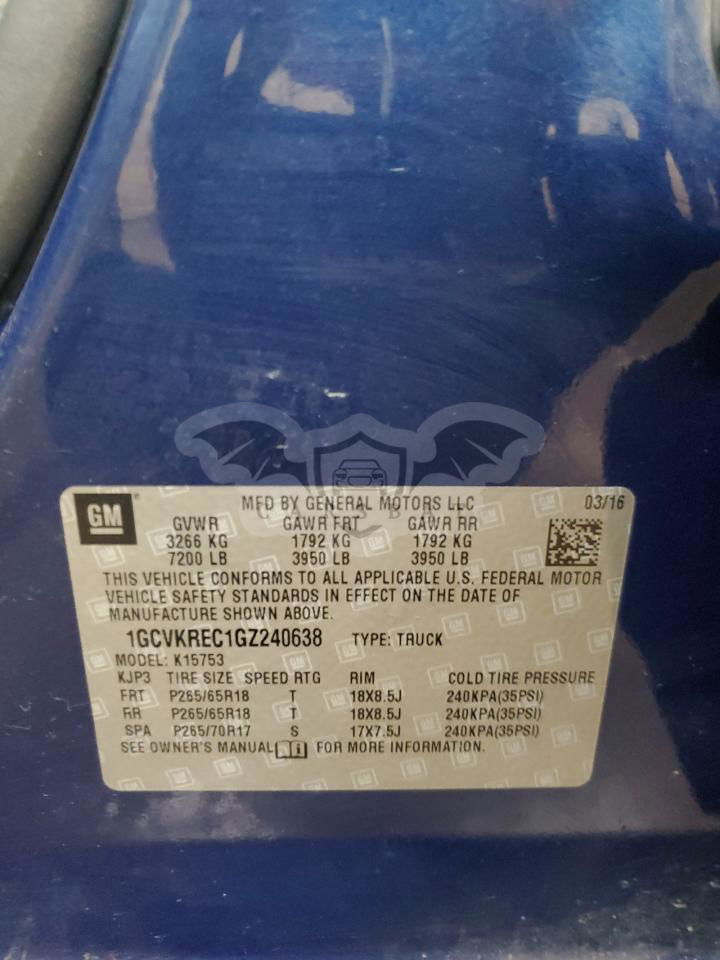 GM
MFD BY GENERAL MOTORS LLC 03/16
GVWR GAWR FRT GAWR RR
3266 KG 1792 KG 1792 KG
7200 LB 3950 LB 3950 LB
THIS VEHICLE CONFORMS TO ALL APPLICABLE U.S. FEDERAL MOTOR
VEHICLE SAFETY STANDARDS IN EFFECT ON THE DATE OF
MANUFACTURE SHOWN ABOVE.
1GCVKREC1GZ240638 TYPE: TRUCK
MODEL: K15753
KJP3 TIRE SIZE SPEED RTG RIM COLD TIRE PRESSURE
FRT P265/65R18 T 18X8.5J 240KPA(35PSI)
RR P265/65R18 T 18X8.5J 240KPA(35PSI)
SPA P265/70R17 S 17X7.5J 240KPA(35PSI)
SEE OWNER'S MANUAL FOR MORE INFORMATION.